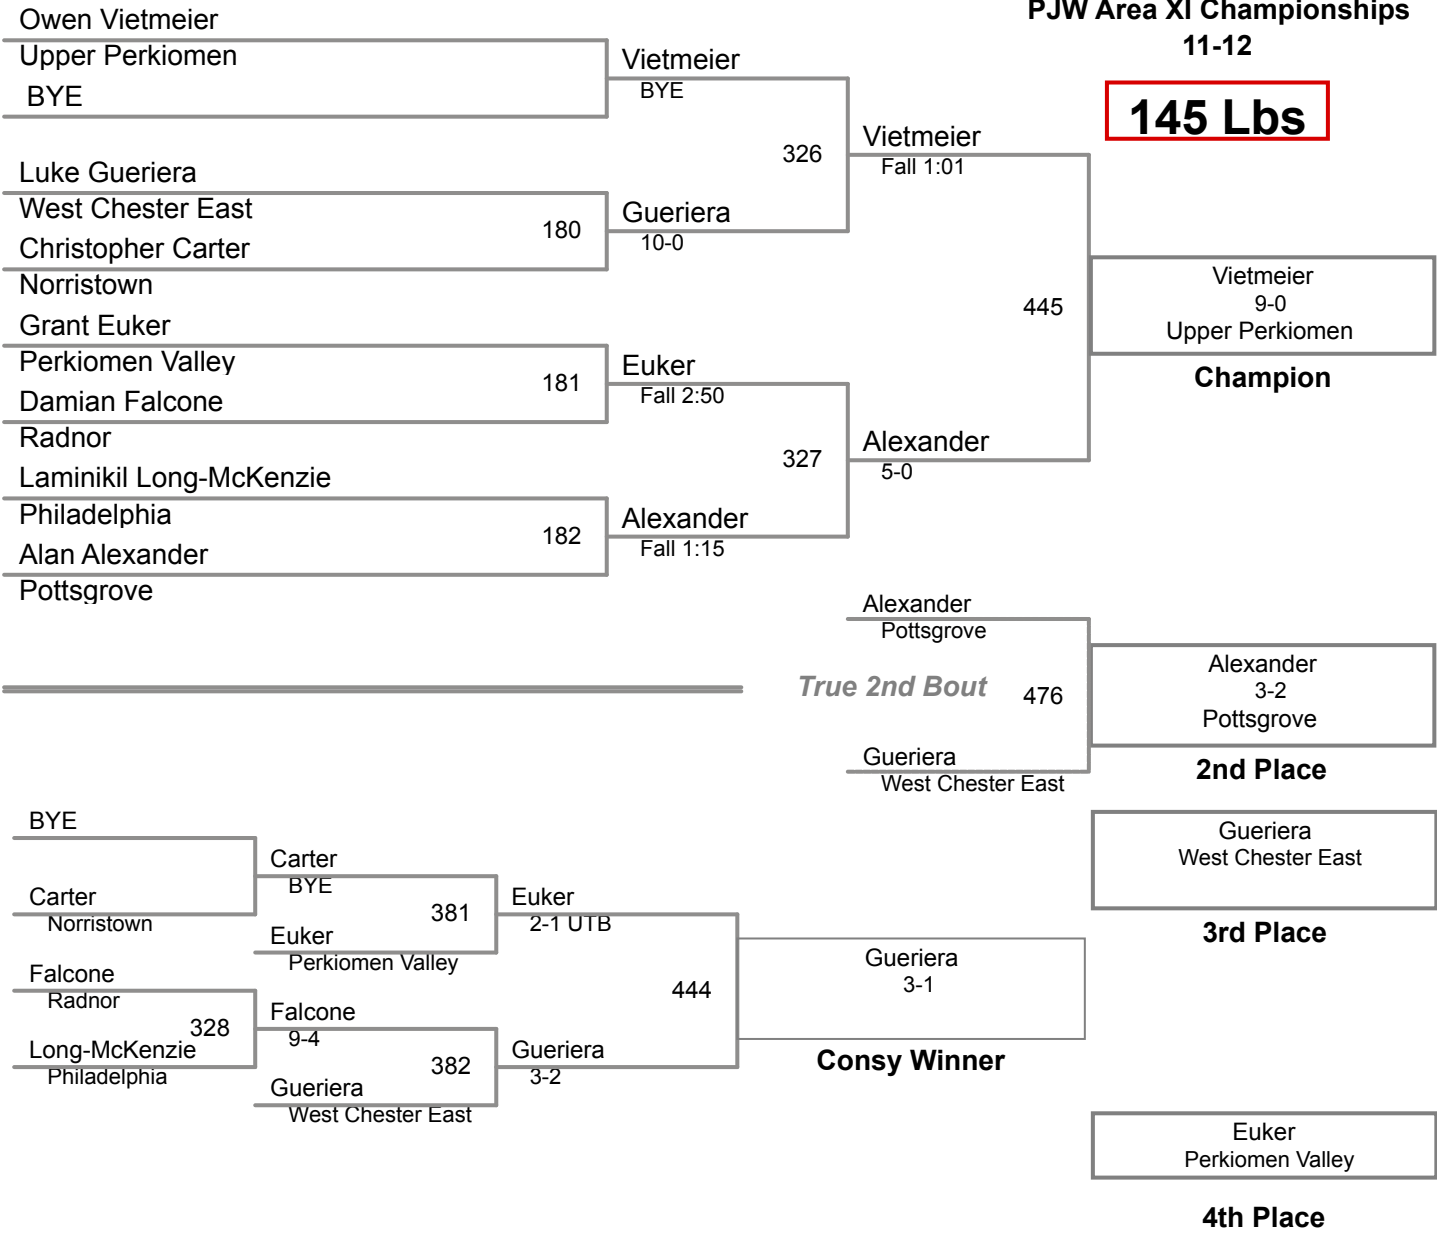 PJW Area XI Championships
11-12
145 Lbs
Owen Vietmeier
Upper Perkiomen
BYE
Luke Gueriera
West Chester East
Christopher Carter
Norristown
Grant Euker
Perkiomen Valley
Damian Falcone
Radnor
Laminikil Long-McKenzie
Philadelphia
Alan Alexander
Pottsgrove
180
181
182
Vietmeier
BYE
Gueriera
10-0
Euker
Fall 2:50
Alexander
Fall 1:15
326
327
Vietmeier
Fall 1:01
Alexander
5-0
445
Vietmeier
9-0
Upper Perkiomen
Champion
Alexander
Pottsgrove
True 2nd Bout
476
Gueriera
West Chester East
Alexander
3-2
Pottsgrove
2nd Place
Gueriera
West Chester East
3rd Place
BYE
Carter
Norristown
Falcone
Radnor
328
Long-McKenzie
Philadelphia
Carter
BYE
381
Euker
Perkiomen Valley
Falcone
9-4
382
Gueriera
West Chester East
Euker
2-1 UTB
444
Gueriera
3-2
Gueriera
3-1
Consy Winner
Euker
Perkiomen Valley
4th Place